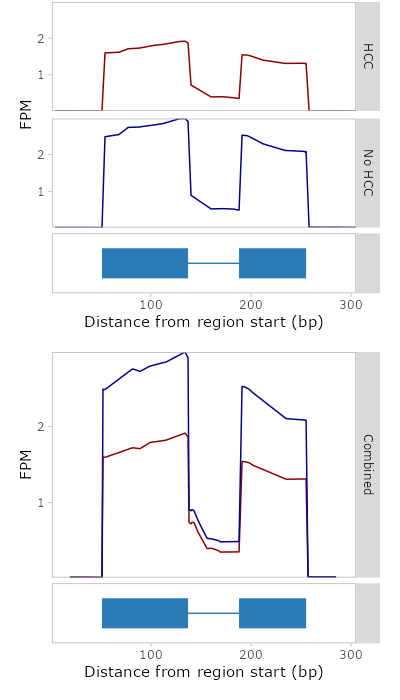 2
1
HCC
FPM
2
1
No HCC
100
200
300
Distance from region start (bp)
2
1
FPM
Combined
100
200
300
Distance from region start (bp)